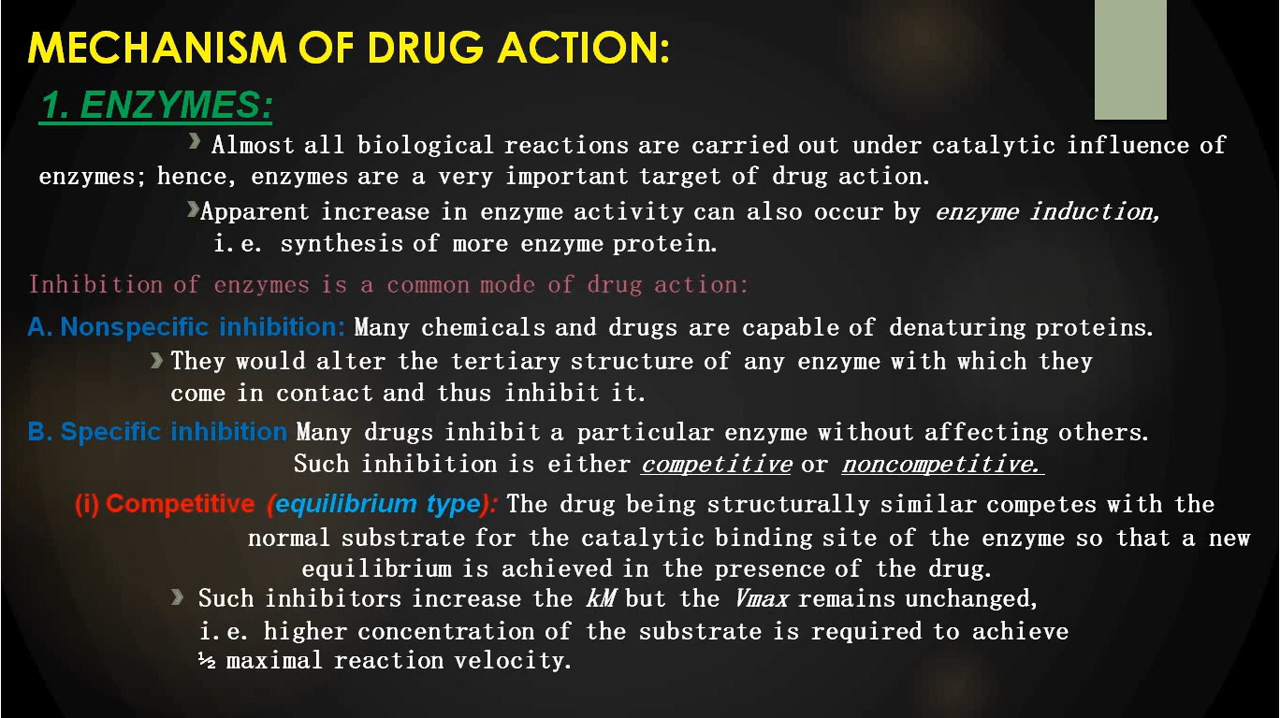 MECHANISM OF DRUG ACTION:
1. ENZYMES:
Almost all biological reactions are carried out under catalytic influence of
enzymes; hence, enzymes are a very important target of drug action.
Apparent increase in enzyme activity can also occur by enzyme induction,
i.e. synthesis of more enzyme protein.
Inhibition of enzymes is a common mode of drug action:
A. Nonspecific inhibition: Many chemicals and drugs are capable of denaturing proteins.
They would alter the tertiary structure of any enzyme with which they
come in contact and thus inhibit it.
B. Specific inhibition Many drugs inhibit a particular enzyme without affecting others.
Such inhibition is either competitive or noncompetitive.
(i) Competitive (equilibrium type): The drug being structurally similar competes with the
normal substrate for the catalytic binding site of the enzyme so that a new
equilibrium is achieved in the presence of the drug.
Such inhibitors increase the kM but the Vmax remains unchanged,
i.e. higher concentration of the substrate is required to achieve
½ maximal reaction velocity.